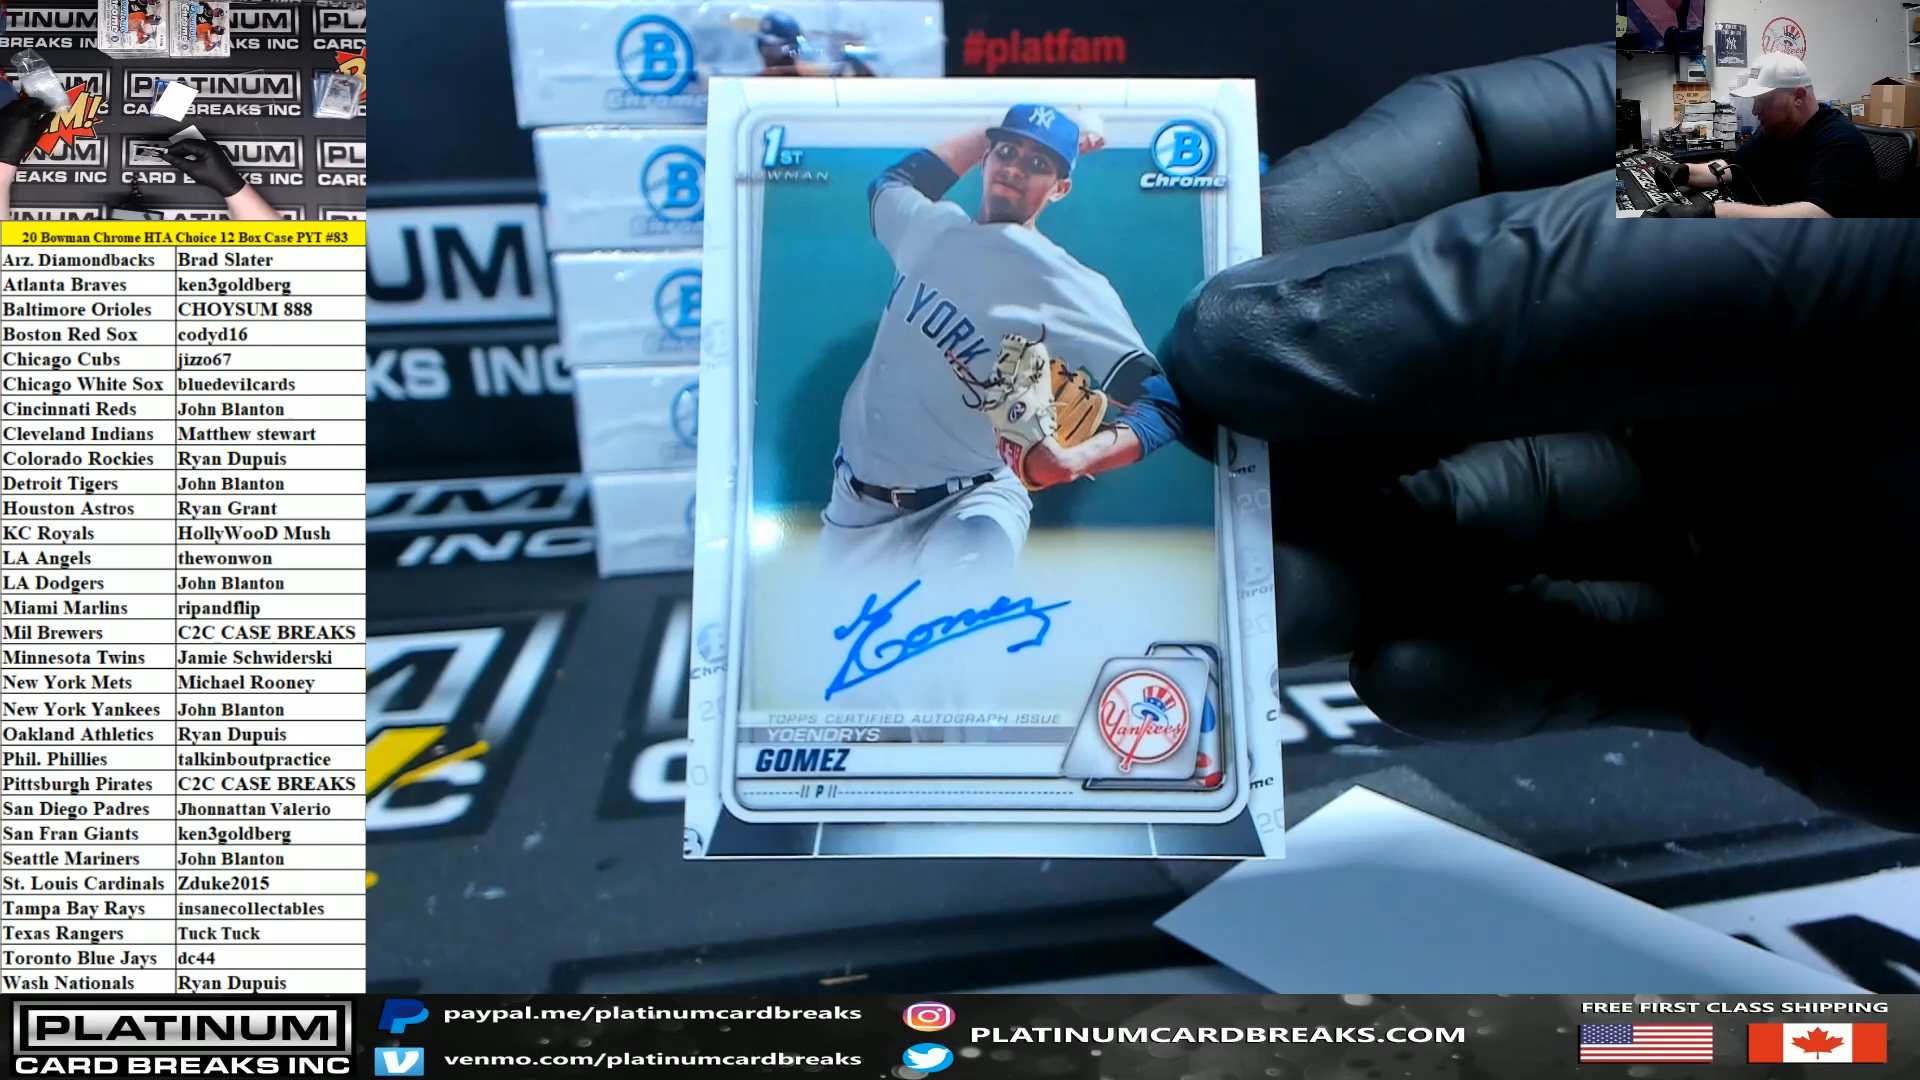 20 Bowman Chrome HTA Choice 12 Box Case PYT #83
Arz. Diamondbacks Brad Slater
Atlanta Braves ken3goldberg
Baltimore Orioles CHOYSUM 888
Boston Red Sox codyd16
Chicago Cubs jizzo67
Chicago White Sox bluedevilcards
Cincinnati Reds John Blanton
Cleveland Indians Matthew stewart
Colorado Rockies Ryan Dupuis
Detroit Tigers John Blanton
Houston Astros Ryan Grant
KC Royals HollyWooD Mush
LA Angels thewonwon
LA Dodgers John Blanton
Miami Marlins ripandflip
Mil Brewers C2C CASE BREAKS
Minnesota Twins Jamie Schwiderski
New York Mets Michael Rooney
New York Yankees John Blanton
Oakland Athletics Ryan Dupuis
Phil. Phillies talkinboutpractice
Pittsburgh Pirates C2C CASE BREAKS
San Diego Padres Jhonnattan Valerio
San Fran Giants ken3goldberg
Seattle Mariners John Blanton
St. Louis Cardinals Zduke2015
Tampa Bay Rays insanecollectables
Texas Rangers Tuck Tuck
Toronto Blue Jays dc44
Wash Nationals Ryan Dupuis
#platfam
1ST
BOWMAN
B
Chrome
YORK
Gomez
TOPPS CERTIFIED AUTOGRAPH ISSUE
YOENDRYS
GOMEZ
P
Yankees
PLATINUM
CARD BREAKS INC
paypal.me/platinumcardbreaks
venmo.com/platinumcardbreaks
PLATINUMCARDBREAKS.COM
FREE FIRST CLASS SHIPPING